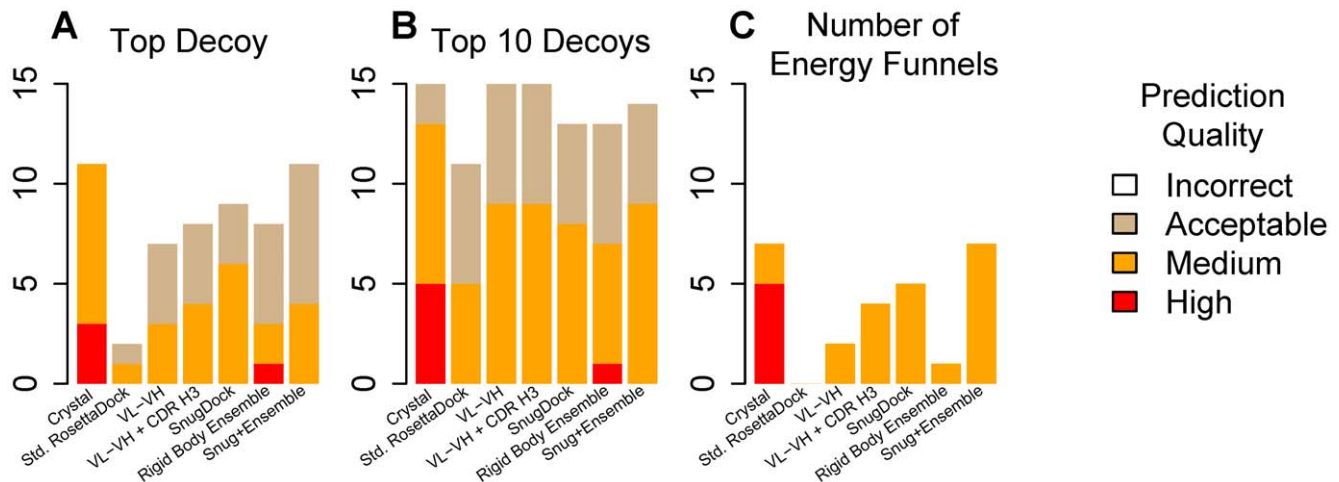 A
Top Decoy
15
10
5
0
Crystal
Std. RosettaDock
VL−VH
VL−VH + CDR H3
SnugDock
Rigid Body Ensemble
Snug+Ensemble
B
Top 10 Decoys
15
10
5
0
Crystal
Std. RosettaDock
VL−VH
VL−VH + CDR H3
SnugDock
Rigid Body Ensemble
Snug+Ensemble
C
Number of
Energy Funnels
15
10
5
0
Crystal
Std. RosettaDock
VL−VH
VL−VH + CDR H3
SnugDock
Rigid Body Ensemble
Snug+Ensemble
Prediction
Quality
Incorrect
Acceptable
Medium
High